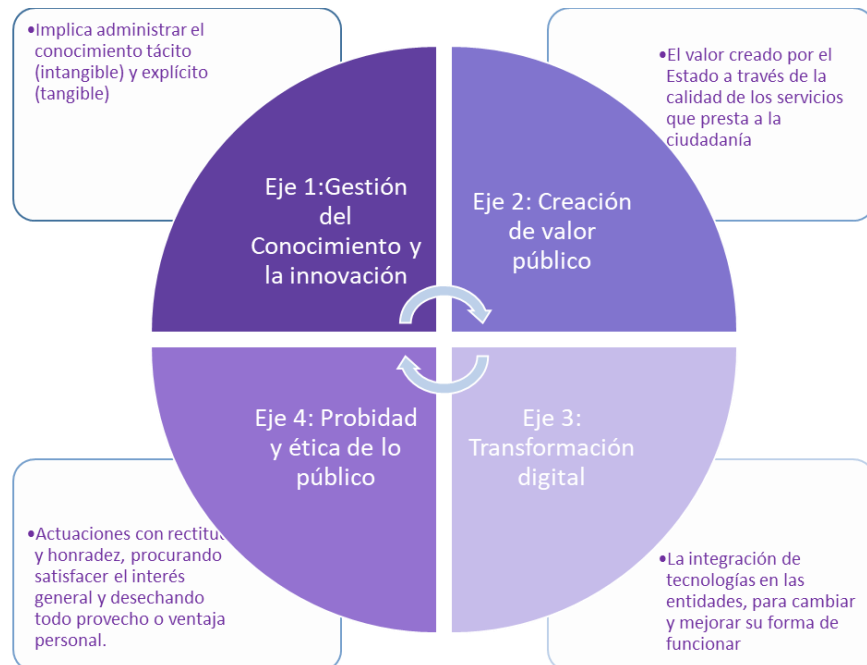 •Implica administrar el
conocimiento tácito
(intangible) y explícito
(tangible)
•El valor creado por el
Estado a través de la
calidad de los servicios
que presta a la
ciudadanía
Eje 1:Gestión
del
Conocimiento y
la innovación
Eje 2: Creación
de valor
público
Eje 4: Probidad
y ética de lo
público
Eje 3:
Transformación
digital
•Actuaciones con rectitud
y honradez, procurando
satisfacer el interés
general y desechando
todo provecho o ventaja
personal.
•La integración de
tecnologías en las
entidades, para cambiar
y mejorar su forma de
funcionar